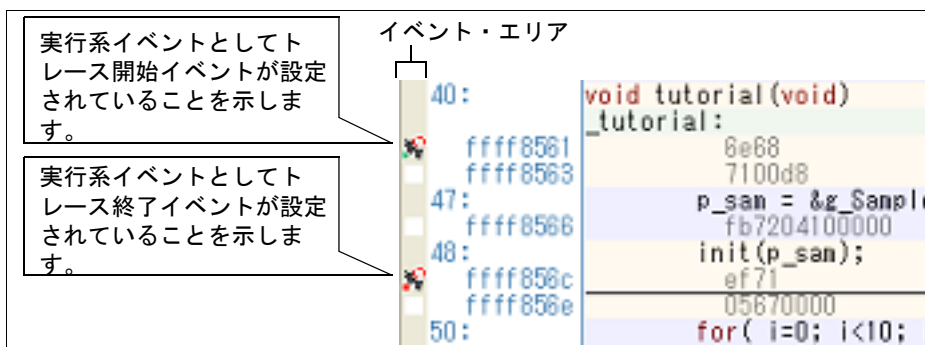 実行系イベントとしてト
レース開始イベントが設定
されていることを示しま
す。
イベント・エリア
実行系イベントとしてト
レース終了イベントが設定
されていることを示しま
す。
40: void tutorial(void)
_tutorial:
ffff8561 6e68
ffff8563 7100d8
47: p_sam = &g_Sampl
ffff8566 fb7204100000
48: init(p_sam);
ffff856c ef71
ffff856e 05670000
50: for( i=0; i<10;